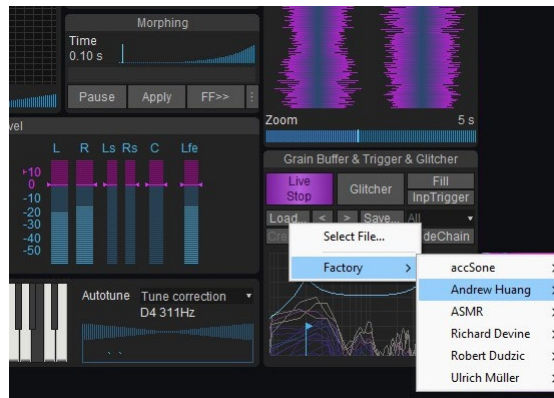 Morphing
Time
0.10 s
Pause Apply FF>>
evel
L R Ls Rs C Lfe
+10
0
-10
-20
-30
-40
-50
Autotune Tune correction
D4 311Hz
Zoom 5 s
Grain Buffer & Trigger & Glitcher
Live
Stop
Glitcher
Fill
InpTrigger
Load... < > Save... All
deChain
Select File...
Factory >
accSone >
Andrew Huang >
ASMR >
Richard Devine >
Robert Dudzic >
Ulrich Müller >